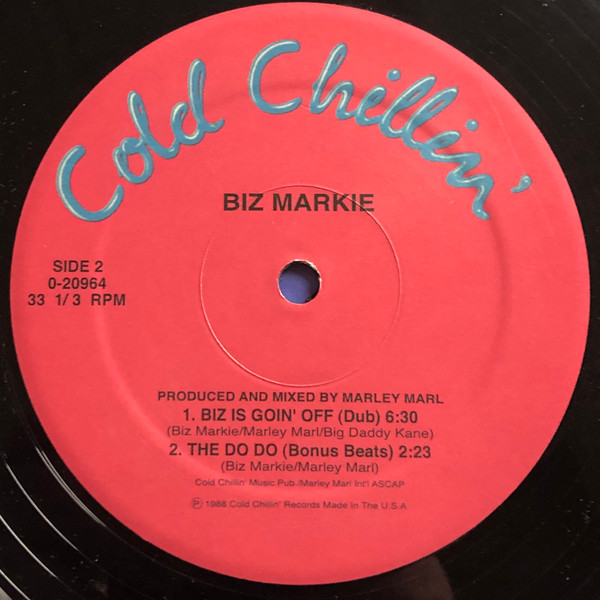 Cold Chillin'
BIZ MARKIE
SIDE 2
0-20964
33 1/3 RPM
PRODUCED AND MIXED BY MARLEY MARL
1. BIZ IS GOIN' OFF (Dub) 6:30
(Biz Markie/Marley Marl/Big Daddy Kane)
2. THE DO DO (Bonus Beats) 2:23
(Biz Markie/Marley Marl)
Cold Chillin' Music Pub./Marley Marl Int'l ASCAP
℗ 1988 Cold Chillin' Records Made In The U.S.A